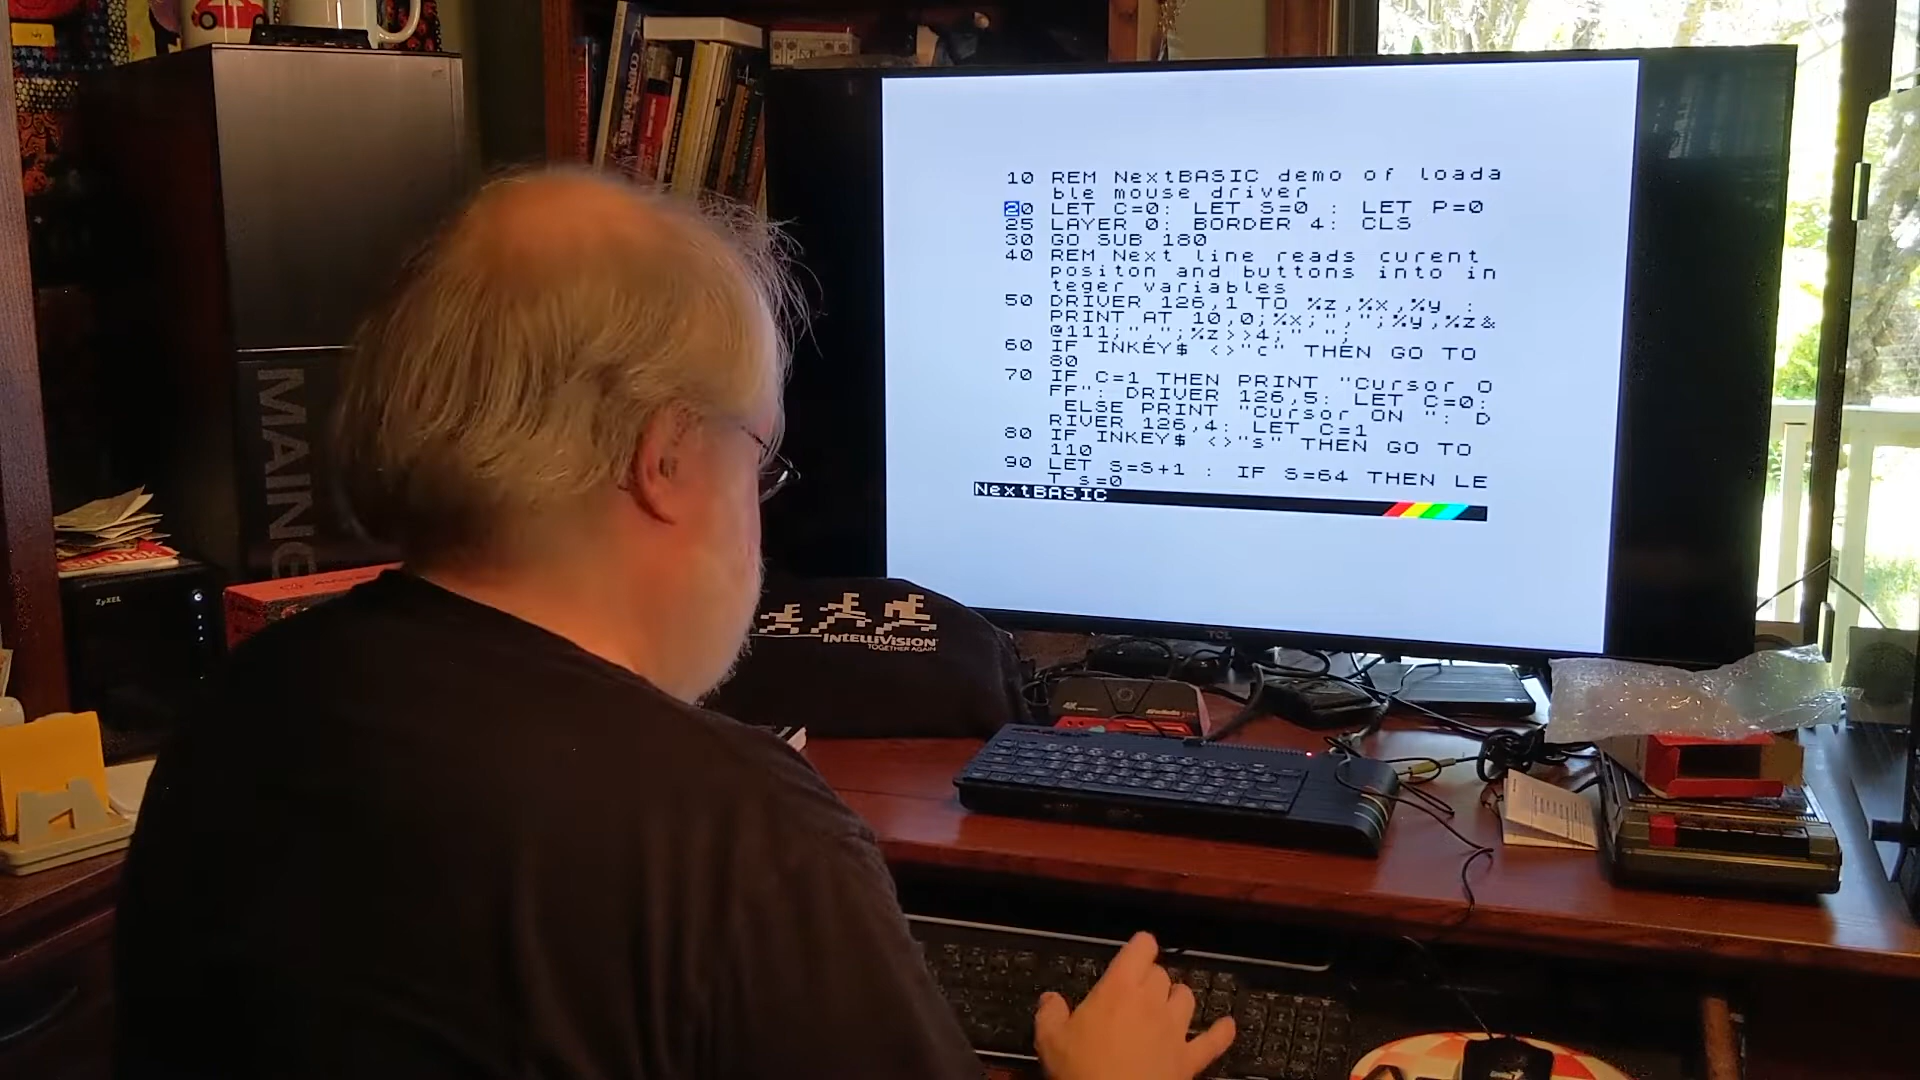 10 REM NextBASIC demo of loada
ble mouse driver
20 LET C=0: LET S=0 : LET P=0
25 LAYER 0: BORDER 4: CLS
30 GO SUB 180
40 REM Next line reads curent
positon and buttons into in
teger variables
50 DRIVER 126,1 TO %z,%x,%y :
PRINT AT 10,0;%x;",";%y,%z&
@111;",";%z>>4;" ";
60 IF INKEY$ <>"c" THEN GO TO
80
70 IF C=1 THEN PRINT "Cursor O
FF": DRIVER 126,5: LET C=0:
ELSE PRINT "Cursor ON ": D
RIVER 126,4: LET C=1
80 IF INKEY$ <>"s" THEN GO TO
110
90 LET S=S+1 : IF S=64 THEN LE
T s=0
NextBASIC
TCL
MAING
SanDisk
ZyXEL
INTELLIVISION
TOGETHER AGAIN
4K
Genius